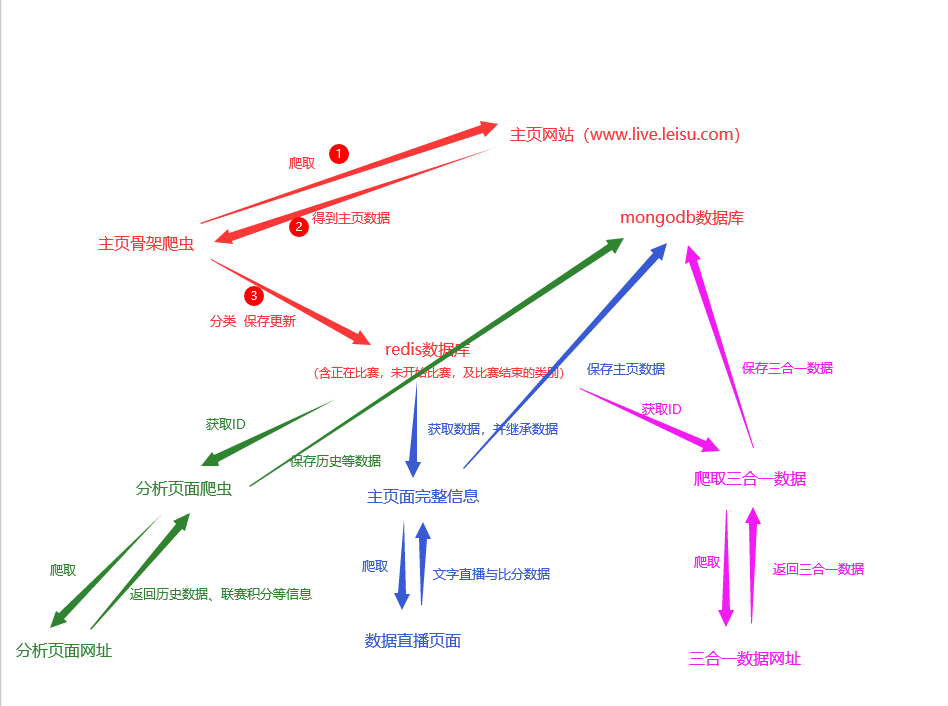 主页网站（www.live.leisu.com）
1
爬取
2
得到主页数据
mongodb数据库
主页骨架爬虫
3
分类 保存更新
redis数据库
（含正在比赛，未开始比赛，及比赛结束的类别）
保存主页数据
保存三合一数据
获取ID
获取ID
获取数据，并继承数据
保存历史等数据
分析页面爬虫
主页面完整信息
爬取三合一数据
爬取
返回历史数据、联赛积分等信息
爬取
文字直播与比分数据
爬取
返回三合一数据
分析页面网址
数据直播页面
三合一数据网址